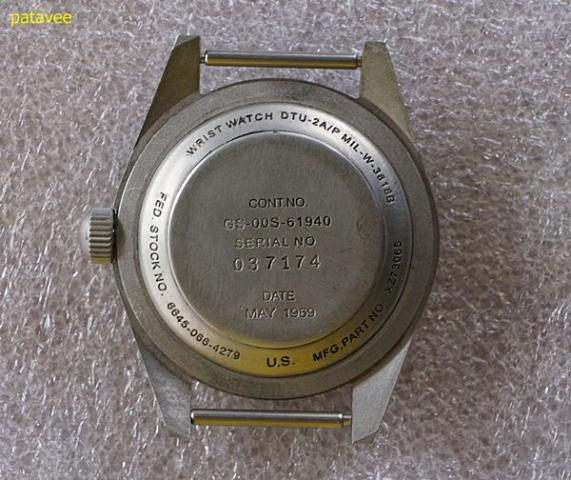 patavee
WRIST WATCH DTU-2A/P MIL-W-3818B
CONT.NO.
GS-00S-61940
SERIAL NO
037174
DATE
MAY 1969
FED. STOCK NO. 6645-066-4279
U.S.
MFG, PART NO XZ73065